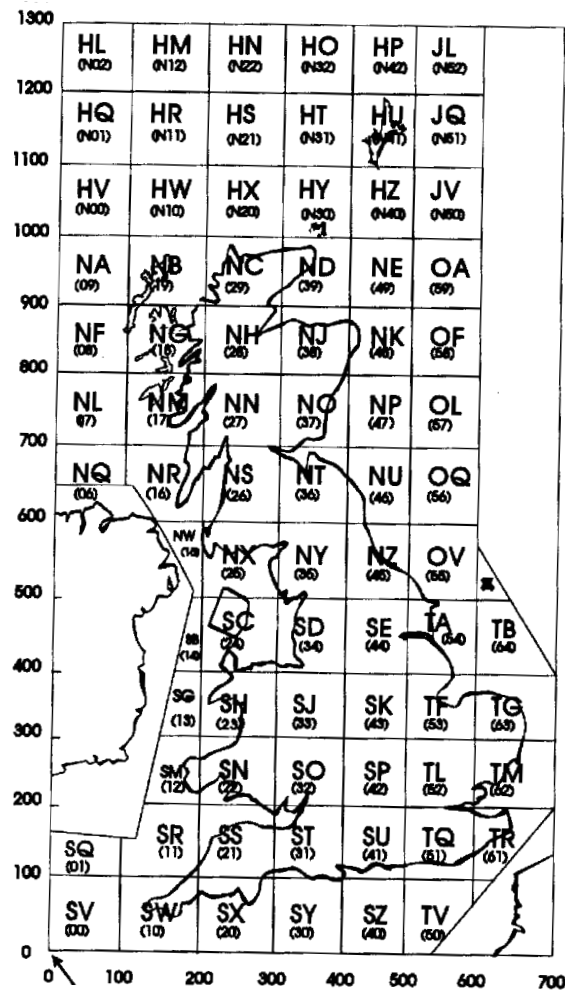 1300
HL HM HN HO HP JL
(N02) (N12) (N22) (N32) (N42) (N52)
1200
HQ HR HS HT HU JQ
(N01) (N11) (N21) (N31) (N51)
1100
HV HW HX HY HZ JV
(N00) (N10) (N20) (N30) (N40) (N50)
1000
NA NB NC ND NE OA
(09) (19) (29) (39) (49) (59)
900
NF NG NH NJ NK OF
(08) (18) (28) (38) (48) (58)
800
NL NM NN NO NP OL
(07) (17) (27) (37) (47) (57)
700
NQ NR NS NT NU OQ
(06) (16) (26) (36) (46) (56)
600
NW NX NY NZ OV
(25) (35) (45) (55)
500
SB SC SD SE TA TB
(14) (24) (34) (44) (54) (64)
400
SG SH SJ SK TF TG
(13) (23) (33) (43) (53) (63)
300
SM SN SO SP TL TM
(12) (22) (32) (42) (52)
200
SQ SR SS ST SU TQ TR
(01) (11) (21) (31) (41) (51) (61)
100
SV SW SX SY SZ TV
(00) (10) (20) (30) (40) (50)
0
0 100 200 300 400 500 600 700